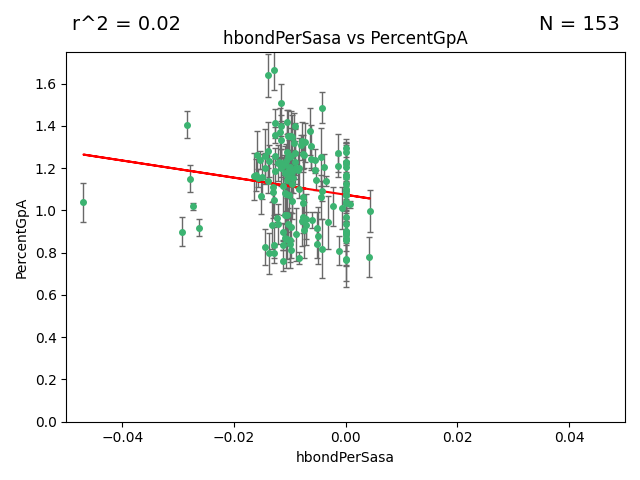 r^2 = 0.02
N = 153
hbondPerSasa vs PercentGpA
PercentGpA
1.6
1.4
1.2
1.0
0.8
0.6
0.4
0.2
0.0
−0.04 −0.02 0.00 0.02 0.04
hbondPerSasa